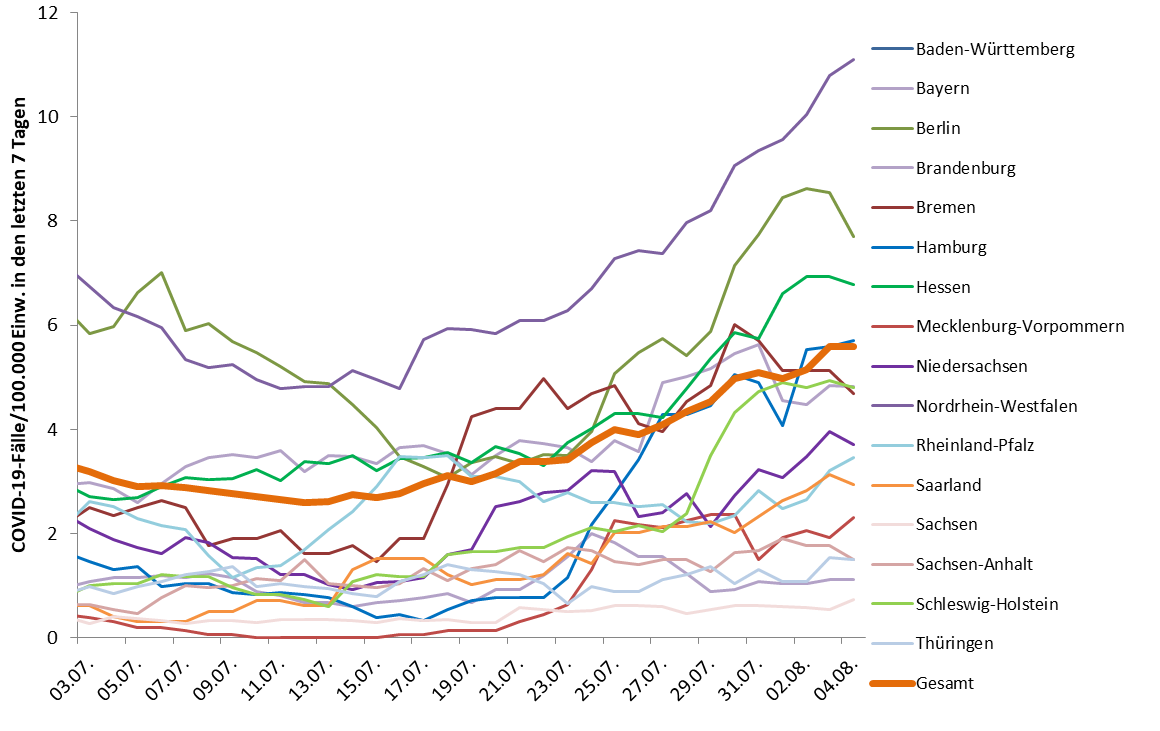 COVID-19-Fälle/100.000 Einw. in den letzten 7 Tagen
12
10
8
6
4
2
0
03.07.
05.07.
07.07.
09.07.
11.07.
13.07.
15.07.
17.07.
19.07.
21.07.
23.07.
25.07.
27.07.
29.07.
31.07.
02.08.
04.08.
Baden-Württemberg
Bayern
Berlin
Brandenburg
Bremen
Hamburg
Hessen
Mecklenburg-Vorpommern
Niedersachsen
Nordrhein-Westfalen
Rheinland-Pfalz
Saarland
Sachsen
Sachsen-Anhalt
Schleswig-Holstein
Thüringen
Gesamt